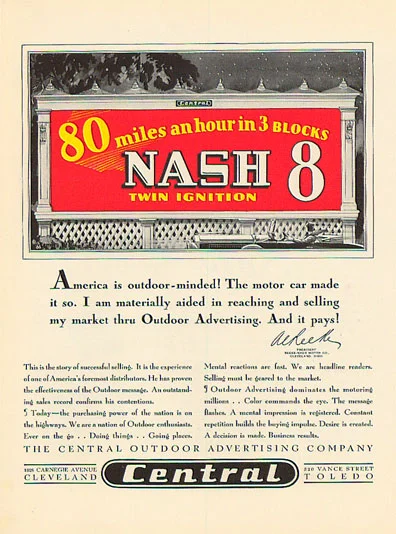 Central
80 miles an hour in 3 BLOCKS
NASH 8
TWIN IGNITION
America is outdoor-minded! The motor car made
it so. I am materially aided in reaching and selling
my market thru Outdoor Advertising. And it pays!
PRESIDENT
CLEVELAND, OHIO
This is the story of successful selling. It is the experience
of one of America's foremost distributors. He has proven
the effectiveness of the Outdoor message. An outstand-
ing sales record confirms his contentions.
¶ Today—the purchasing power of the nation is on
the highways. We are a nation of Outdoor enthusiasts.
Ever on the go . . Doing things . . Going places.
Mental reactions are fast. We are headline readers.
Selling must be geared to the market.
¶ Outdoor Advertising dominates the motoring
millions . . Color commands the eye. The message
flashes. A mental impression is registered. Constant
repetition builds the buying impulse. Desire is created.
A decision is made. Business results.
THE CENTRAL OUTDOOR ADVERTISING COMPANY
CARNEGIE AVENUE
CLEVELAND
Central
VANCE STREET
TOLEDO